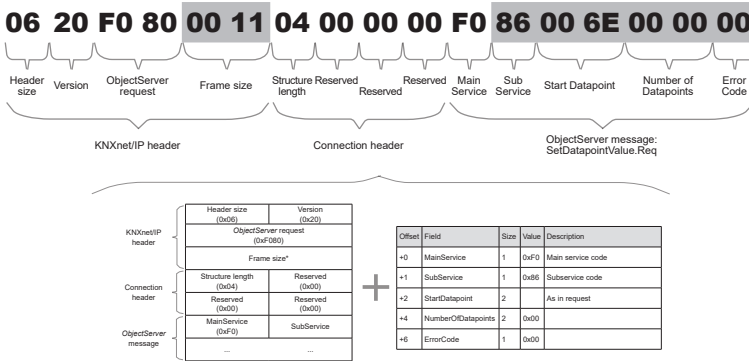 06 20 F0 80 00 11 04 00 00 00 F0 86 00 6E 00 00 00
Header size
Version
ObjectServer request
Frame size
Structure length
Reserved
Reserved
Reserved
Main Service
Sub Service
Start Datapoint
Number of Datapoints
Error Code
KNXnet/IP header
Connection header
ObjectServer message:
SetDatapointValue.Req
KNXnet/IP header
Header size (0x06)
Version (0x20)
ObjectServer request (0xF080)
Frame size*
Connection header
Structure length (0x04)
Reserved (0x00)
Reserved (0x00)
Reserved (0x00)
ObjectServer message
MainService (0xF0)
SubService
... ...
+
Offset Field Size Value Description
+0 MainService 1 0xF0 Main service code
+1 SubService 1 0x86 Subservice code
+2 StartDatapoint 2 As in request
+4 NumberOfDatapoints 2 0x00
+6 ErrorCode 1 0x00